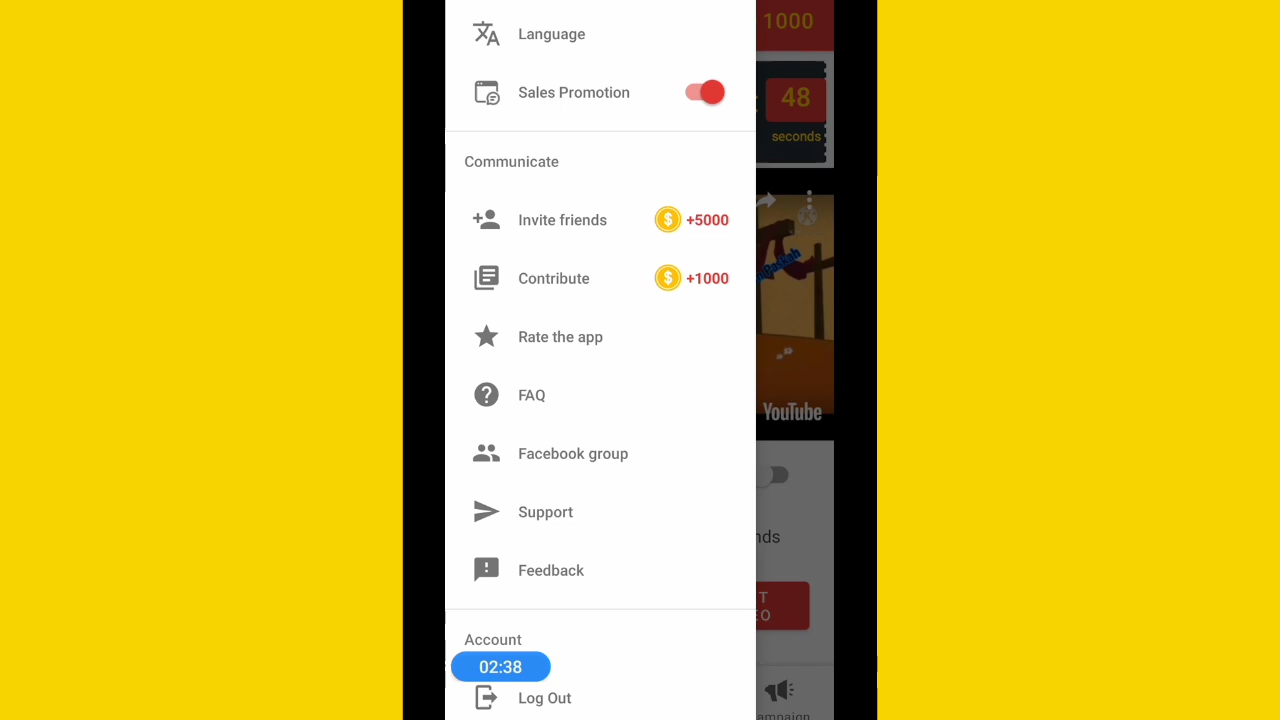 Language
1000
Sales Promotion
48
seconds
Communicate
Invite friends
$ +5000
Contribute
$ +1000
Rate the app
YouTube
FAQ
Facebook group
Support
Feedback
Account
02:38
Log Out